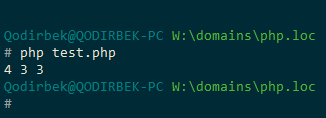 Qodirbek@QODIRBEK-PC W:\domains\php.loc
# php test.php
4 3 3
Qodirbek@QODIRBEK-PC W:\domains\php.loc
#